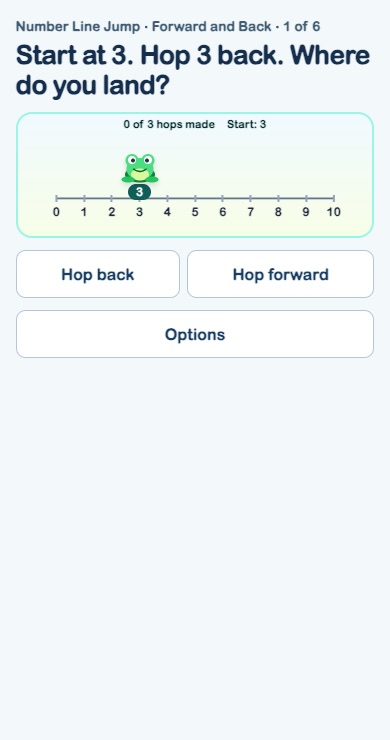 Number Line Jump · Forward and Back · 1 of 6
Start at 3. Hop 3 back. Where
do you land?
0 of 3 hops made Start: 3
3
0 1 2 3 4 5 6 7 8 9 10
Hop back Hop forward
Options